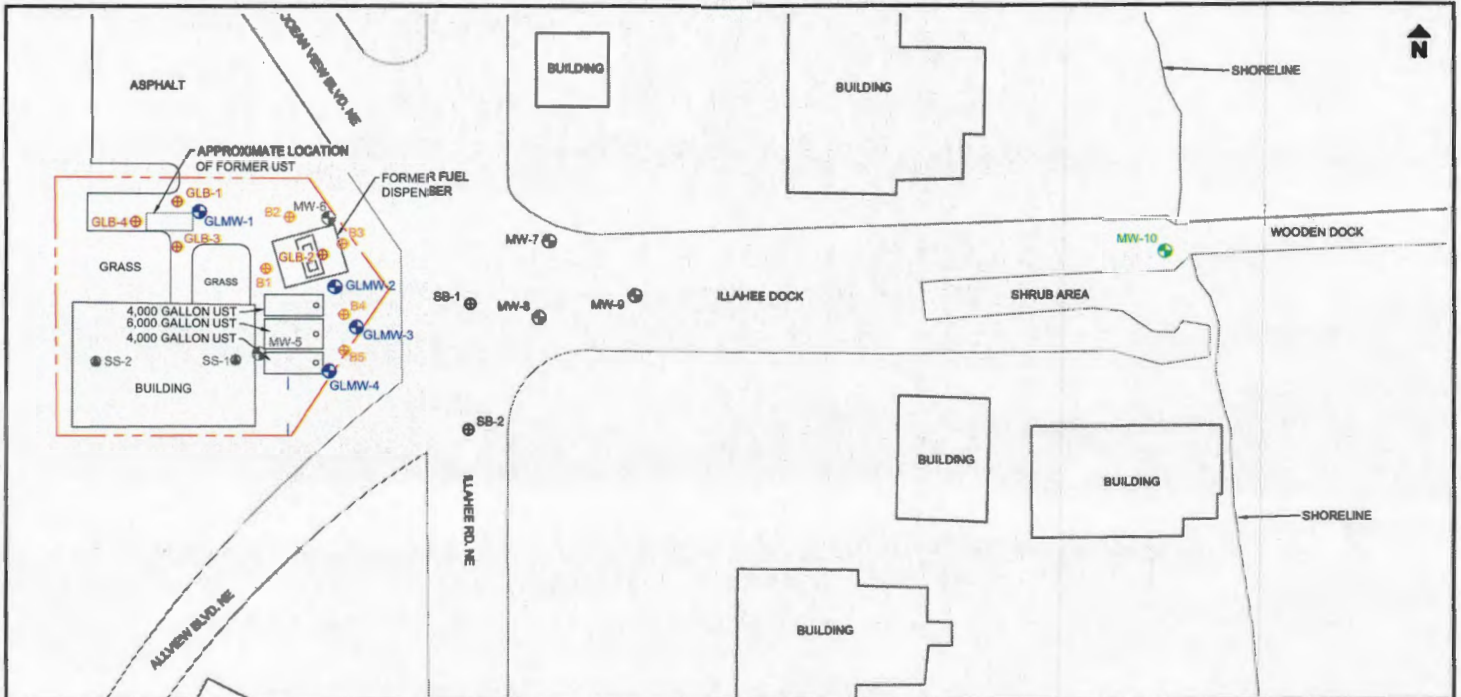 OCEAN VIEW BLVD. NE
N
BUILDING
BUILDING
SHORELINE
ASPHALT
APPROXIMATE LOCATION
OF FORMER UST
FORMER FUEL
DISPENSER
GLB-1
GLMW-1
GLB-4
GLB-3
B2
MW-6
B3
GLB-2
B1
GRASS
GRASS
GLMW-2
MW-7
MW-10
WOODEN DOCK
SB-1
MW-8
MW-9
ILLAHEE DOCK
SHRUB AREA
4,000 GALLON UST
6,000 GALLON UST
4,000 GALLON UST
B4
GLMW-3
MW-5
B5
SS-2
SS-1
BUILDING
GLMW-4
SB-2
BUILDING
BUILDING
ILLAHEE RD. NE
SHORELINE
ALLVIEW BLVD. NE
BUILDING